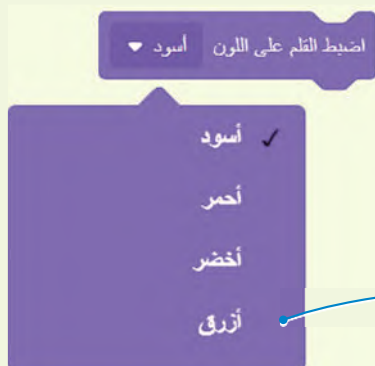 اضبط القلم على اللون أسود
أسود
أحمر
أخضر
أزرق